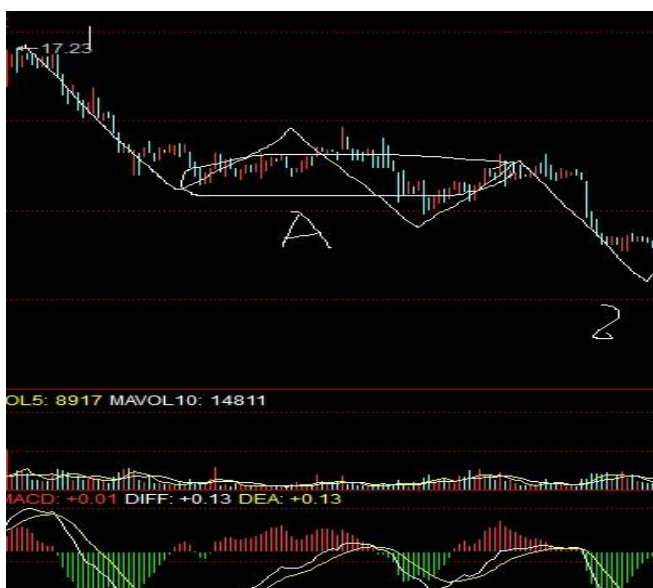 ←17.23
A
2
OL5: 8917 MAVOL10: 14811
MACD: +0.01 DIFF: +0.13 DEA: +0.13